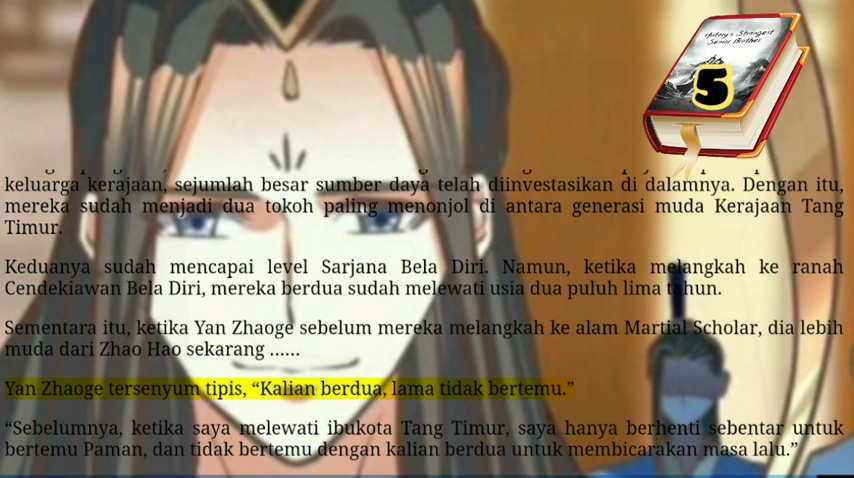 History's Strongest
Senior Brother
5
keluarga kerajaan, sejumlah besar sumber daya telah diinvestasikan di dalamnya. Dengan itu,
mereka sudah menjadi dua tokoh paling menonjol di antara generasi muda Kerajaan Tang
Timur.
Keduanya sudah mencapai level Sarjana Bela Diri. Namun, ketika melangkah ke ranah
Cendekiawan Bela Diri, mereka berdua sudah melewati usia dua puluh lima tahun.
Sementara itu, ketika Yan Zhaoge sebelum mereka melangkah ke alam Martial Scholar, dia lebih
muda dari Zhao Hao sekarang ......
Yan Zhaoge tersenyum tipis, “Kalian berdua, lama tidak bertemu.”
“Sebelumnya, ketika saya melewati ibukota Tang Timur, saya hanya berhenti sebentar untuk
bertemu Paman, dan tidak bertemu dengan kalian berdua untuk membicarakan masa lalu.”